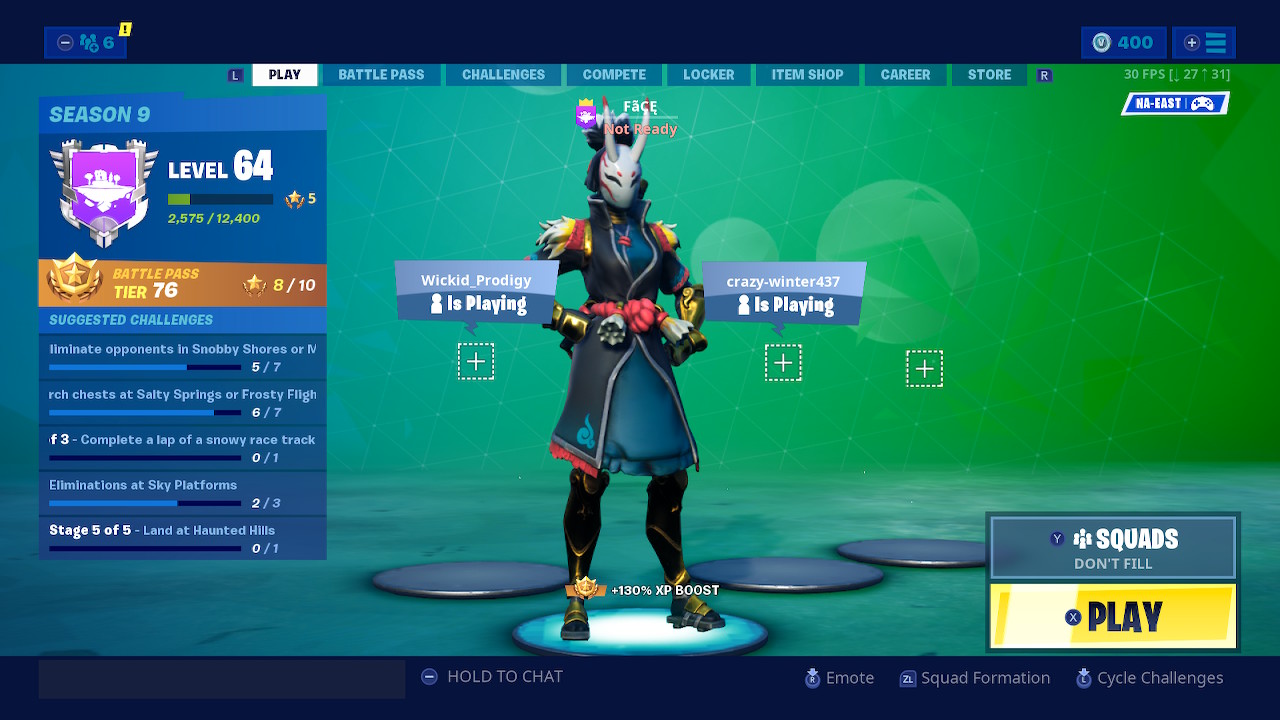 6
!
400
L PLAY BATTLE PASS CHALLENGES COMPETE LOCKER ITEM SHOP CAREER STORE R
30 FPS [↓ 27 ↑ 31]
NA-EAST
SEASON 9
LEVEL 64
5
2,575 / 12,400
BATTLE PASS
TIER 76
8 / 10
SUGGESTED CHALLENGES
liminate opponents in Snobby Shores or
5 / 7
rch chests at Salty Springs or Frosty Fligh
6 / 7
f 3 - Complete a lap of a snowy race track
0 / 1
Eliminations at Sky Platforms
2 / 3
Stage 5 of 5 - Land at Haunted Hills
0 / 1
FãCĘ
Not Ready
Wickid_Prodigy
Is Playing
crazy-winter437
Is Playing
+130% XP BOOST
Y SQUADS
DON'T FILL
X PLAY
HOLD TO CHAT
R Emote
ZL Squad Formation
L Cycle Challenges